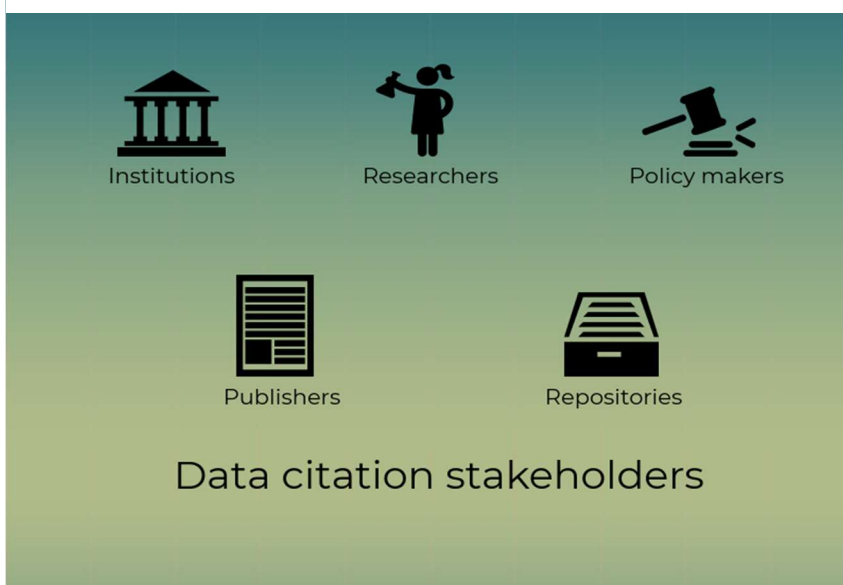 Institutions
Researchers
Policy makers
Publishers
Repositories
Data citation stakeholders